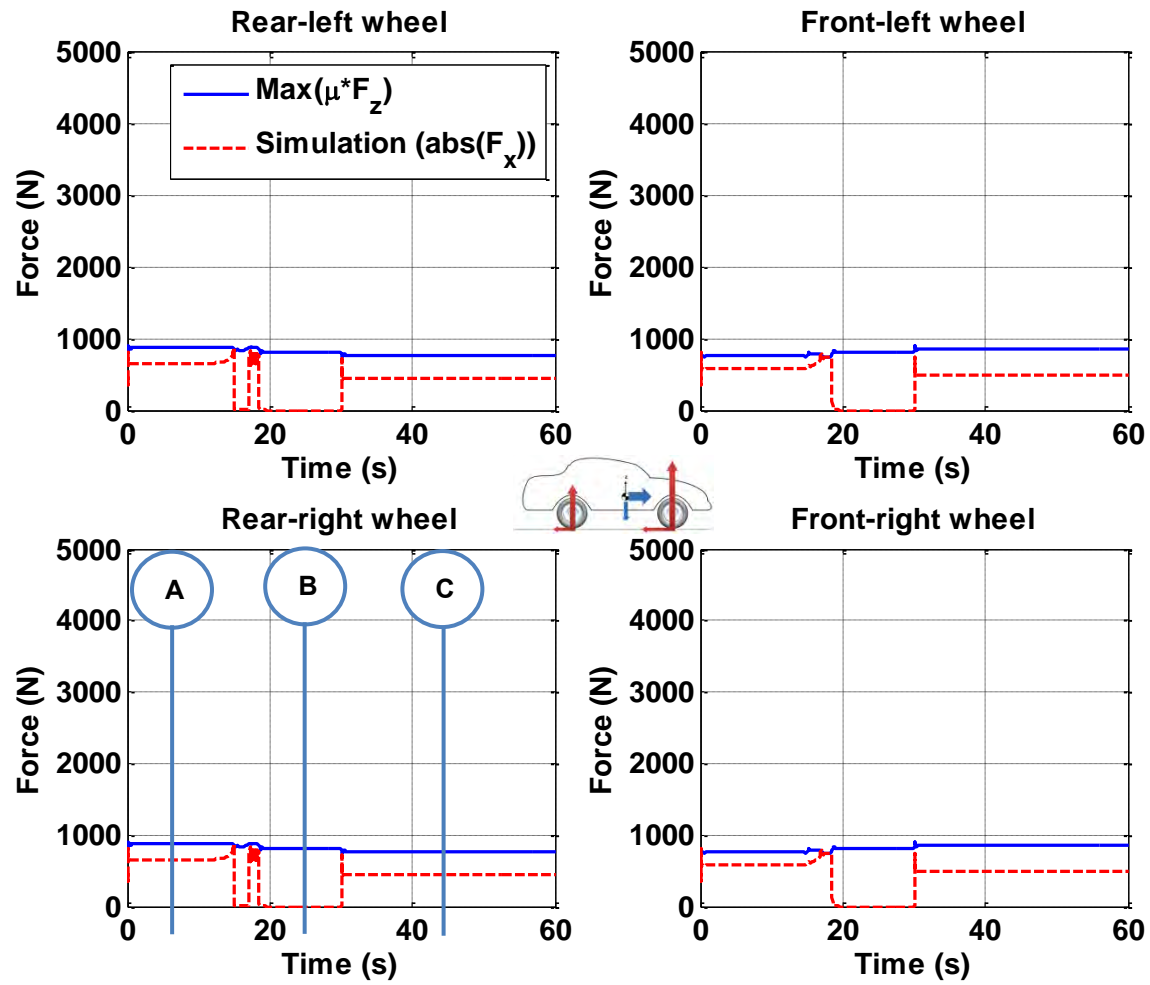 Rear-left wheel
Front-left wheel
5000
4000
3000
2000
1000
0
Force (N)
Max(μ*Fz)
Simulation (abs(Fx))
0 20 40 60
Time (s)
5000
4000
3000
2000
1000
0
Force (N)
0 20 40 60
Time (s)
Rear-right wheel
Front-right wheel
5000
4000
3000
2000
1000
0
Force (N)
A
B
C
0 20 40 60
Time (s)
5000
4000
3000
2000
1000
0
Force (N)
0 20 40 60
Time (s)